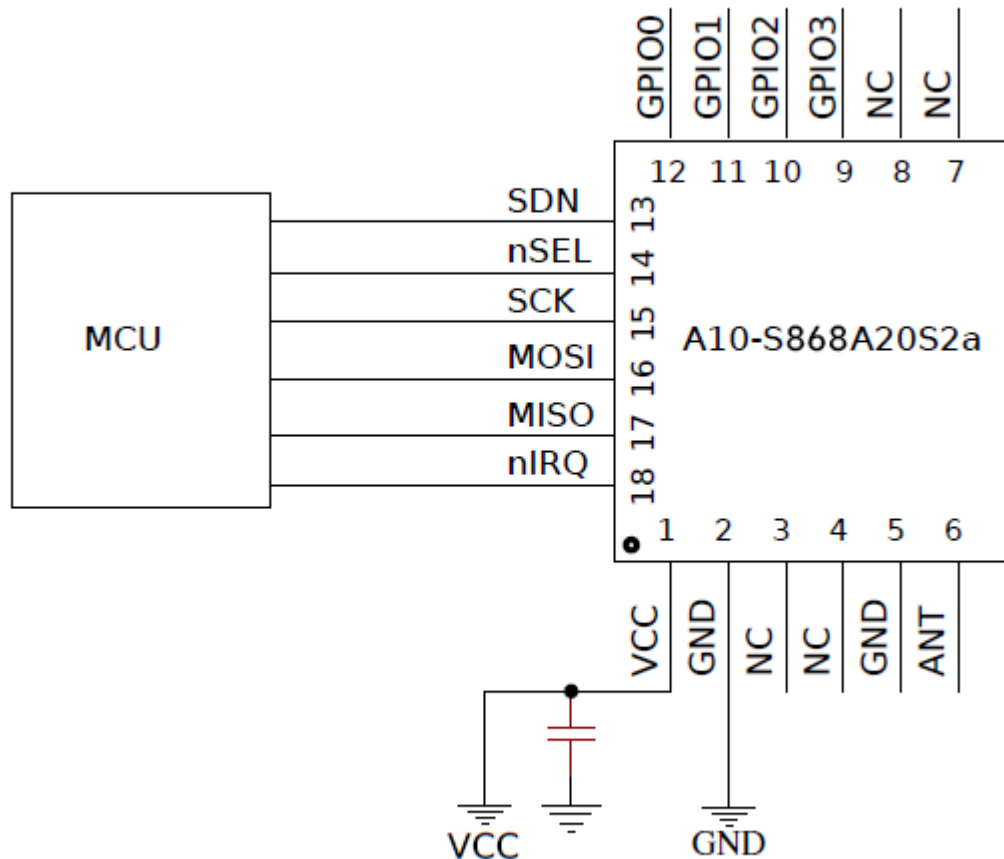 GPIO0 GPIO1 GPIO2 GPIO3 NC NC
12 11 10 9 8 7
SDN 13
nSEL 14
SCK 15
MCU
A10-S868A20S2a
MOSI 16
MISO 17
nIRQ 18
1 2 3 4 5 6
VCC GND NC NC GND ANT
VCC
GND